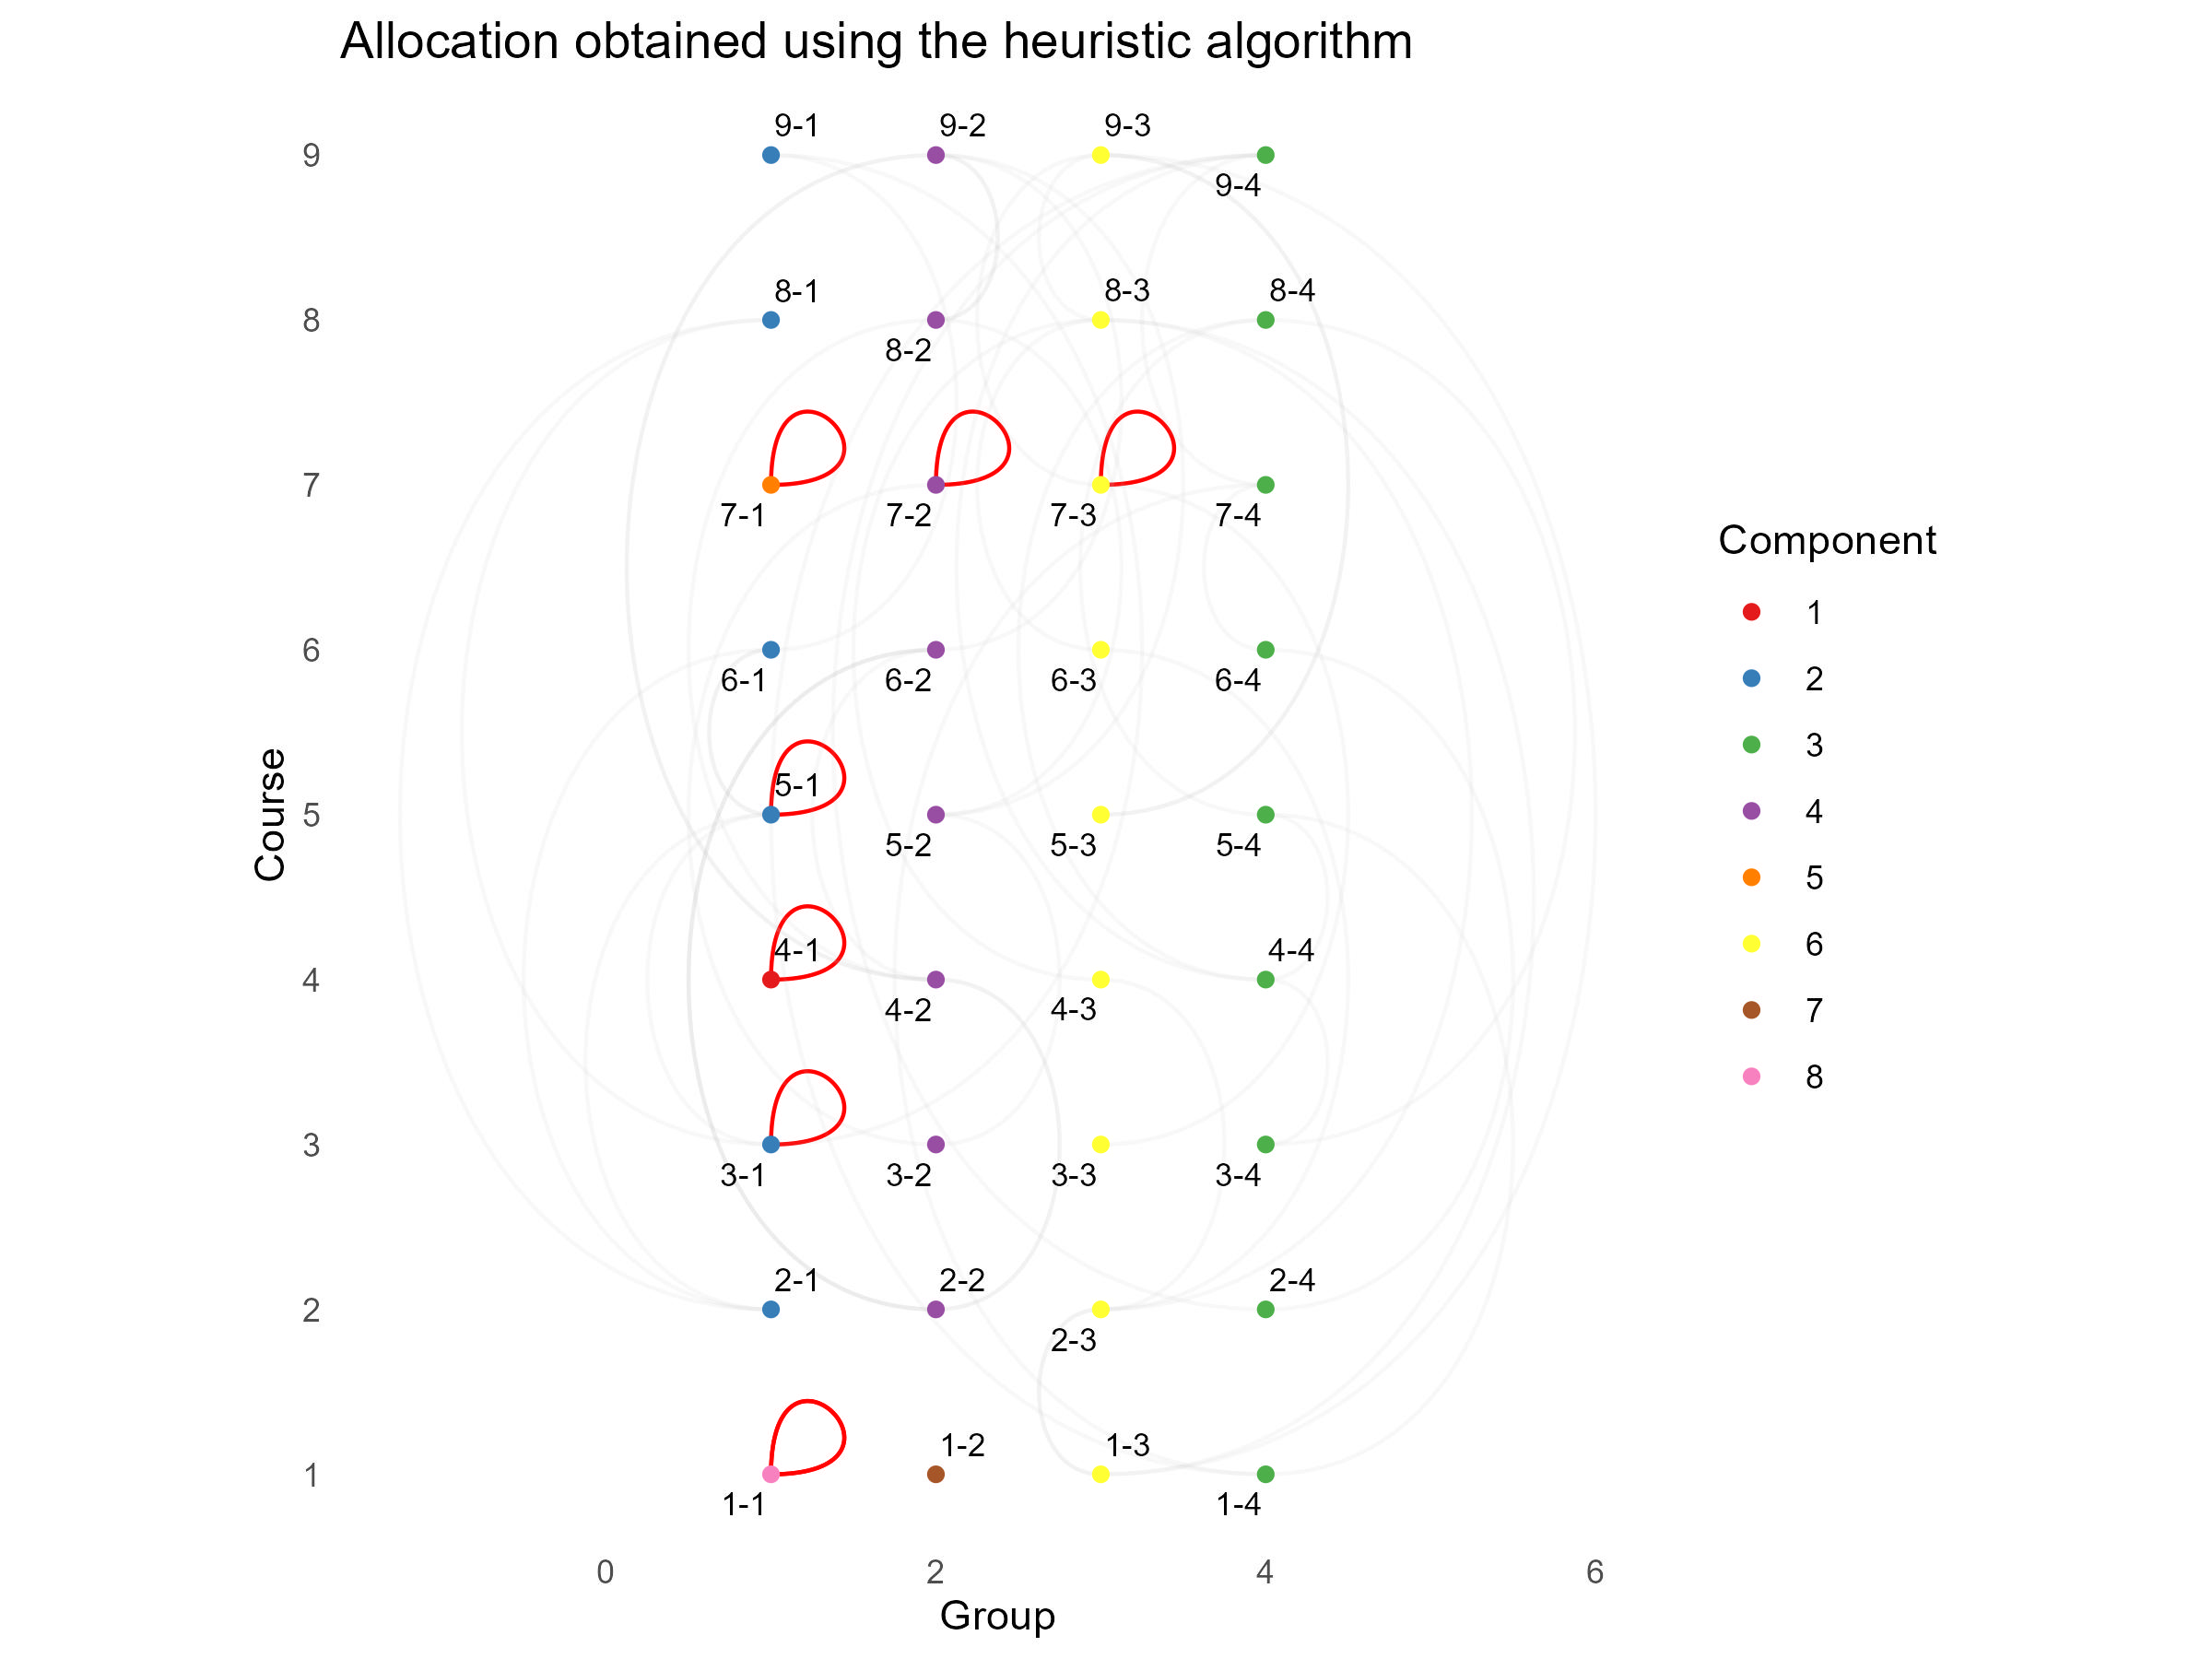 Allocation obtained using the heuristic algorithm
9-1 9-2 9-3
9
9-4
8-1 8-3 8-4
8
8-2
7
7-1 7-2 7-3 7-4
Component
6
1
6-1 6-2 6-3 6-4
2
3
5-1
5
4
5-2 5-3 5-4
5
4-1 4-4
6
4
4-2 4-3
7
8
3
3-1 3-2 3-3 3-4
2-1 2-2 2-4
2
2-3
1-2 1-3
1
1-1 1-4
0 2 4 6
Group
Course